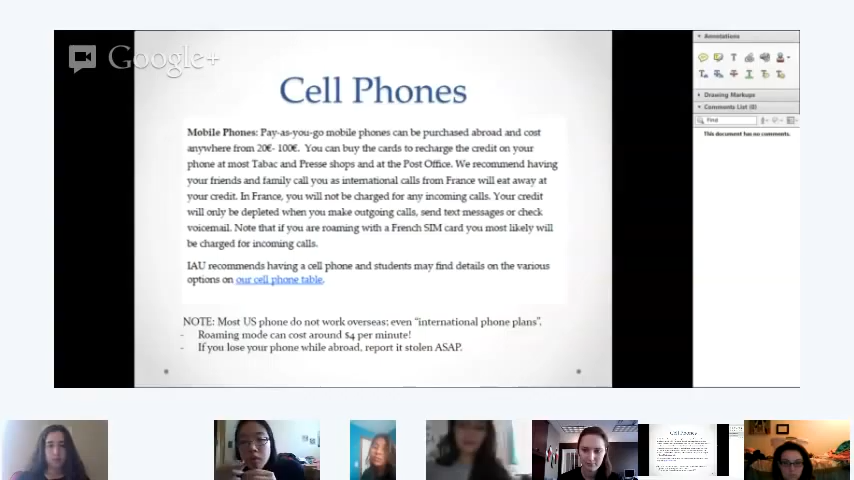 Google+
Cell Phones
Mobile Phones: Pay-as-you-go mobile phones can be purchased abroad and cost
anywhere from 20€- 100€. You can buy the cards to recharge the credit on your
phone at most Tabac and Presse shops and at the Post Office. We recommend having
your friends and family call you as international calls from France will eat away at
your credit. In France, you will not be charged for any incoming calls. Your credit
will only be depleted when you make outgoing calls, send text messages or check
voicemail. Note that if you are roaming with a French SIM card you most likely will
be charged for incoming calls.
IAU recommends having a cell phone and students may find details on the various
options on our cell phone table.
NOTE: Most US phone do not work overseas; even "international phone plans".
- Roaming mode can cost around $4 per minute!
- If you lose your phone while abroad, report it stolen ASAP.
Annotations
Drawing Markups
Comments List (0)
Find
This document has no comments.